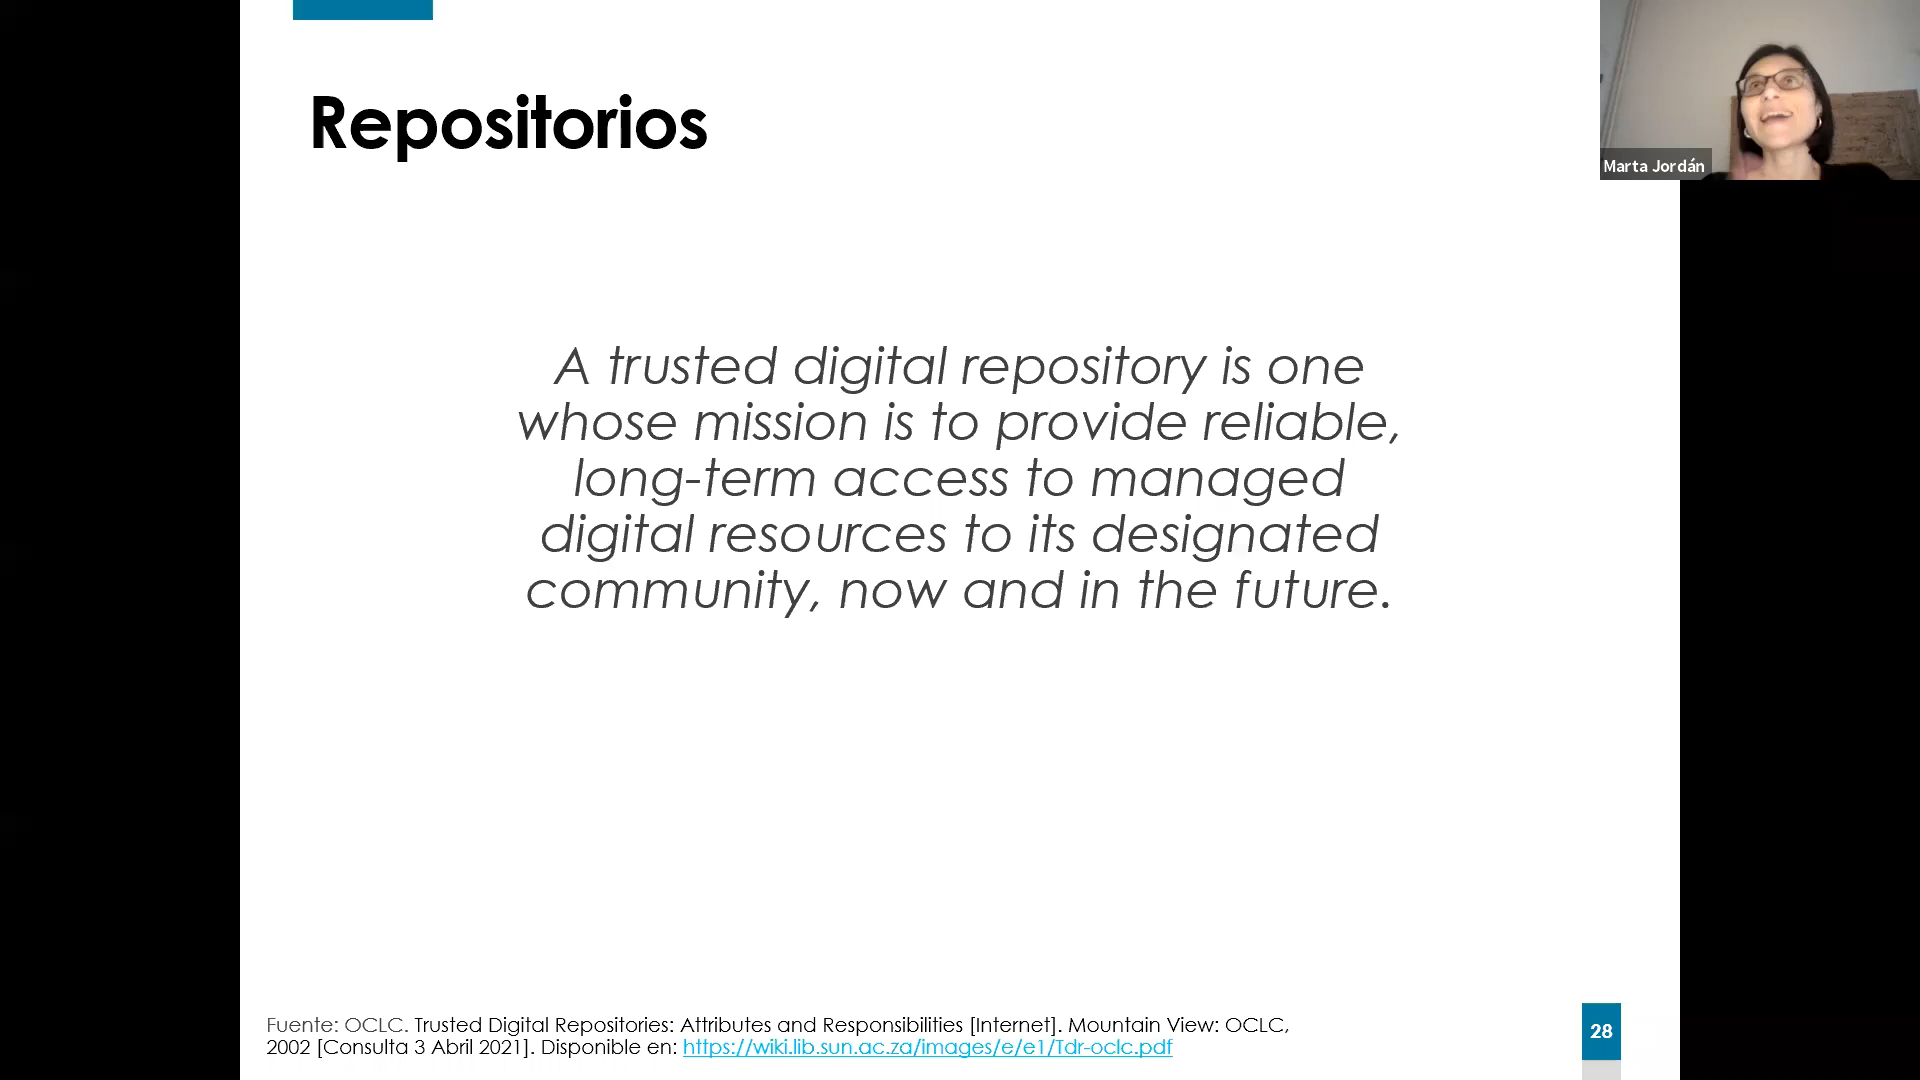 Repositorios
Marta Jordán
A trusted digital repository is one
whose mission is to provide reliable,
long-term access to managed
digital resources to its designated
community, now and in the future.
Fuente: OCLC. Trusted Digital Repositories: Attributes and Responsibilities [Internet]. Mountain View: OCLC,
2002 [Consulta 3 Abril 2021]. Disponible en: https://wiki.lib.sun.ac.za/images/e/e1/Tdr-oclc.pdf
28